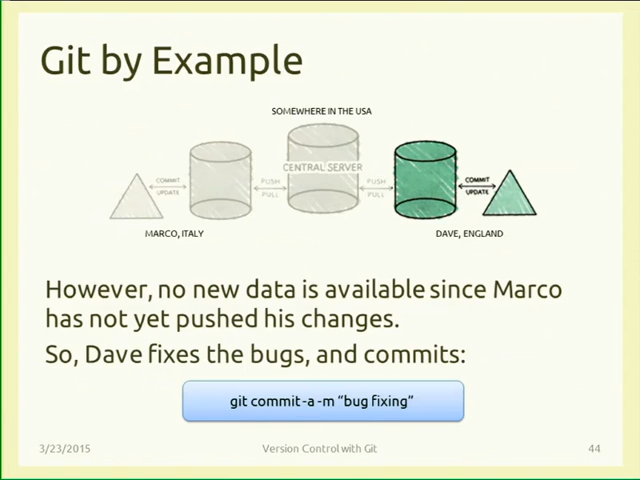 Git by Example
SOMEWHERE IN THE USA
CENTRAL SERVER
COMMIT
UPDATE
PUSH
PULL
PUSH
PULL
COMMIT
UPDATE
MARCO, ITALY
DAVE, ENGLAND
However, no new data is available since Marco
has not yet pushed his changes.
So, Dave fixes the bugs, and commits:
git commit -a -m “bug fixing”
3/23/2015
Version Control with Git
44